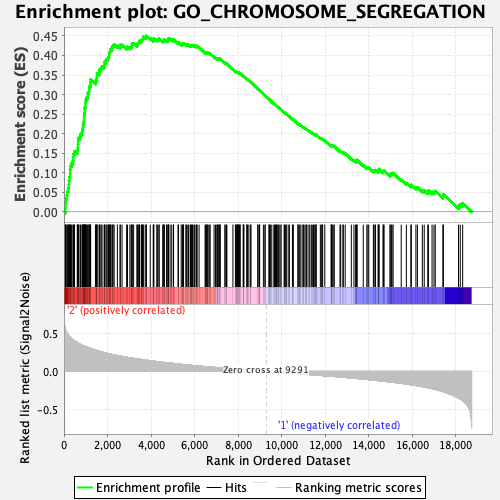 Enrichment plot: GO_CHROMOSOME_SEGREGATION
Enrichment score (ES)
0.45
0.40
0.35
0.30
0.25
0.20
0.15
0.10
0.05
0.00
'2' (positively correlated)
Ranked list metric (Signal2Noise)
0.5
0.0
-0.5
Zero cross at 9291
'1' (negatively correlated)
0 2,000 4,000 6,000 8,000 10,000 12,000 14,000 16,000 18,000
Rank in Ordered Dataset
Enrichment profile Hits Ranking metric scores